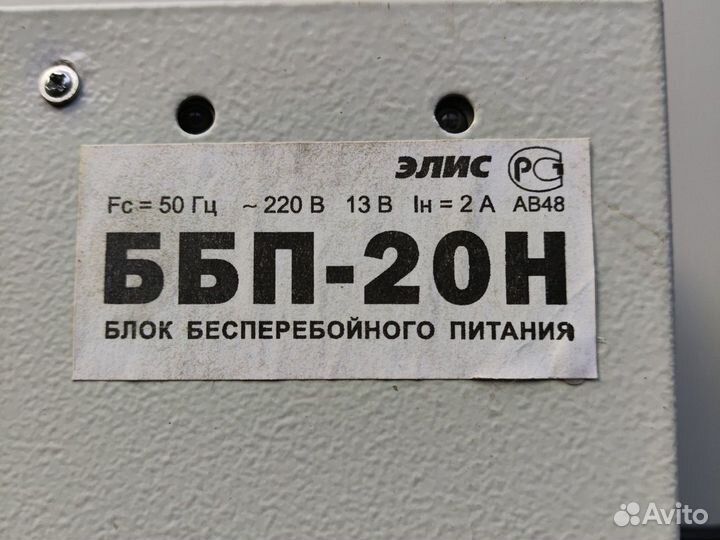 ЭЛИС РСТ
Fc = 50 Гц ~ 220 В 13 В Iн = 2 А АВ48
ББП-20Н
БЛОК БЕСПЕРЕБОЙНОГО ПИТАНИЯ
Avito